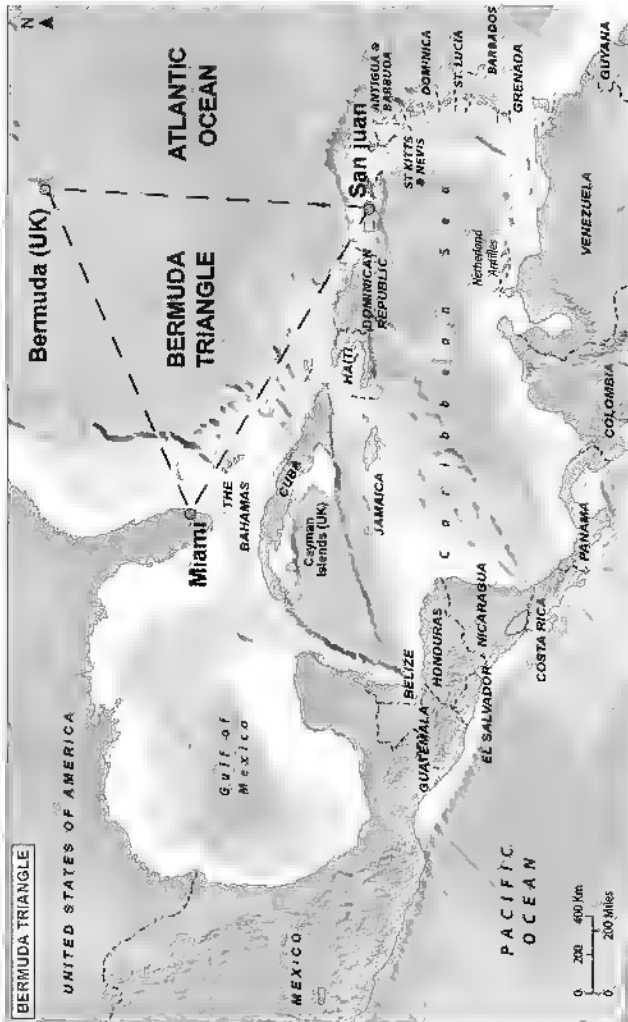 BERMUDA TRIANGLE
N
UNITED STATES OF AMERICA
Bermuda (UK)
ATLANTIC
OCEAN
BERMUDA
TRIANGLE
Miami
THE
BAHAMAS
Gulf of
Mexico
CUBA
Cayman
Islands (UK)
HAITI
DOMINICAN
REPUBLIC
San juan
ANTIGUA &
BARBUDA
ST KITTS
& NEVIS
DOMINICA
ST. LUCIA
BARBADOS
GRENADA
JAMAICA
MEXICO
BELIZE
GUATEMALA
HONDURAS
EL SALVADOR
NICARAGUA
Caribbean Sea
Netherland
Antilles
COSTA RICA
PANAMA
COLOMBIA
VENEZUELA
GUYANA
PACIFIC
OCEAN
0 200 400 Km
0 200 Miles